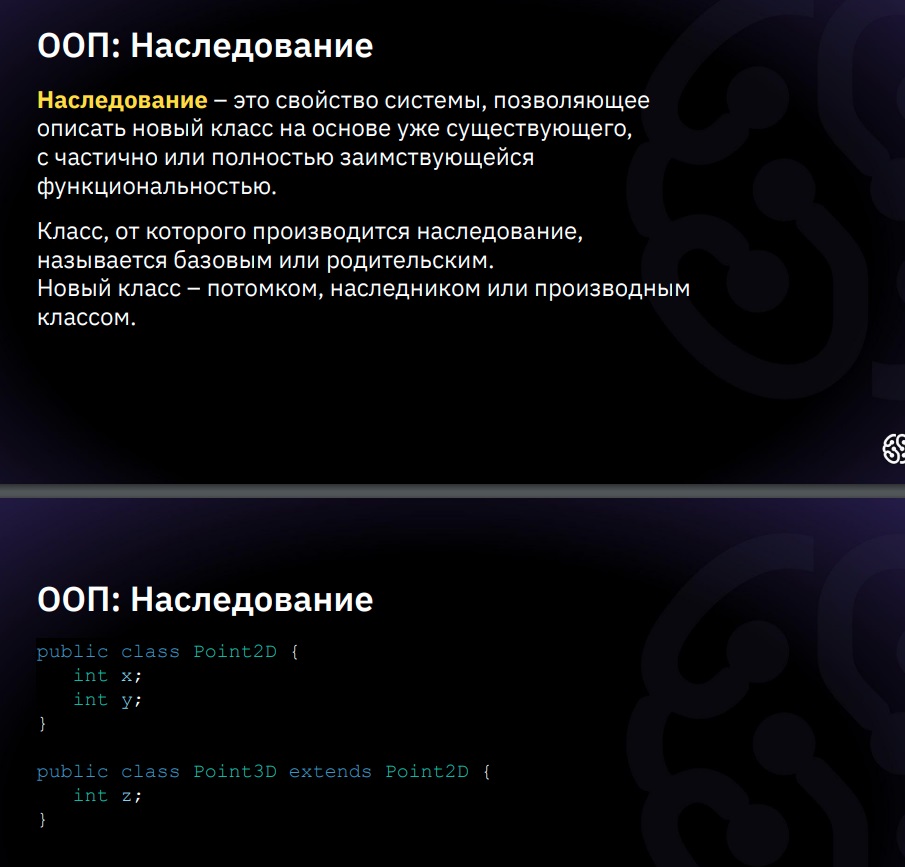 ООП: Наследование
Наследование – это свойство системы, позволяющее
описать новый класс на основе уже существующего,
с частично или полностью заимствующейся
функциональностью.
Класс, от которого производится наследование,
называется базовым или родительским.
Новый класс – потомком, наследником или производным
классом.
ООП: Наследование
public class Point2D {
    int x;
    int y;
}
public class Point3D extends Point2D {
    int z;
}